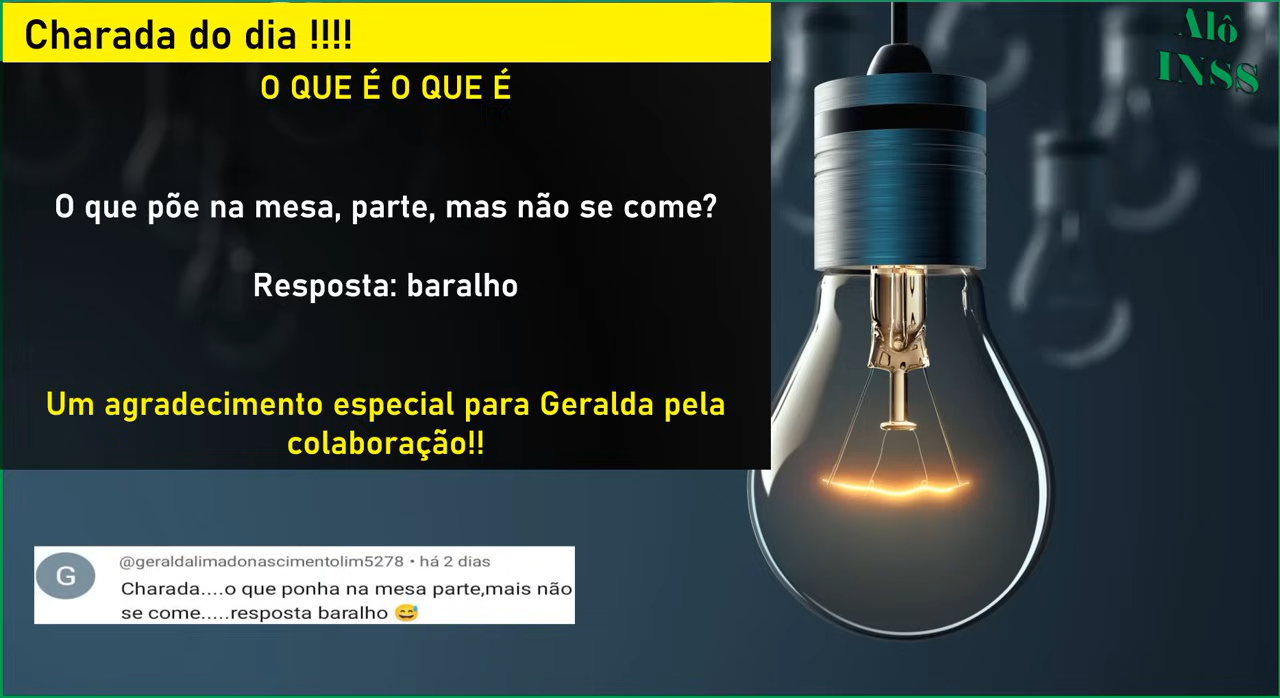 Charada do dia !!!!
O QUE É O QUE É
O que põe na mesa, parte, mas não se come?
Resposta: baralho
Um agradecimento especial para Geralda pela
colaboração!!
Alô
INSS
G
@geraldalimadonascimentolim5278 • há 2 dias
Charada....o que ponha na mesa parte,mais não
se come.....resposta baralho 😅